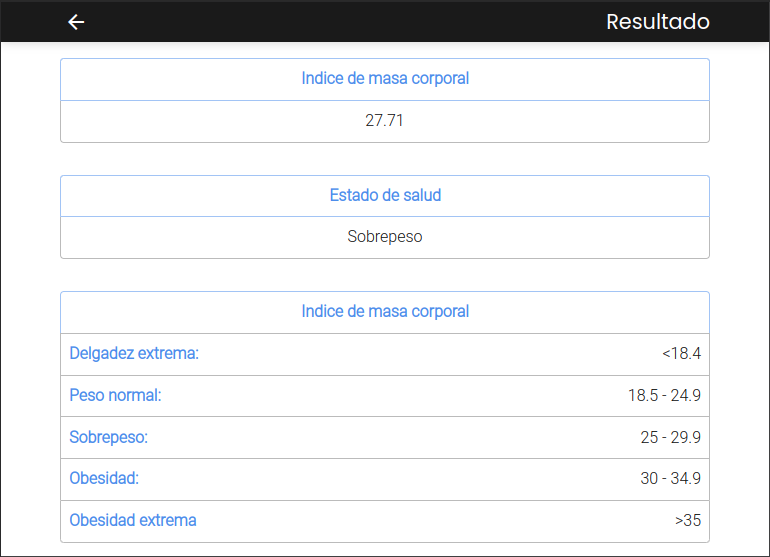 Resultado
Indice de masa corporal
27.71
Estado de salud
Sobrepeso
Indice de masa corporal
Delgadez extrema: <18.4
Peso normal: 18.5 - 24.9
Sobrepeso: 25 - 29.9
Obesidad: 30 - 34.9
Obesidad extrema >35